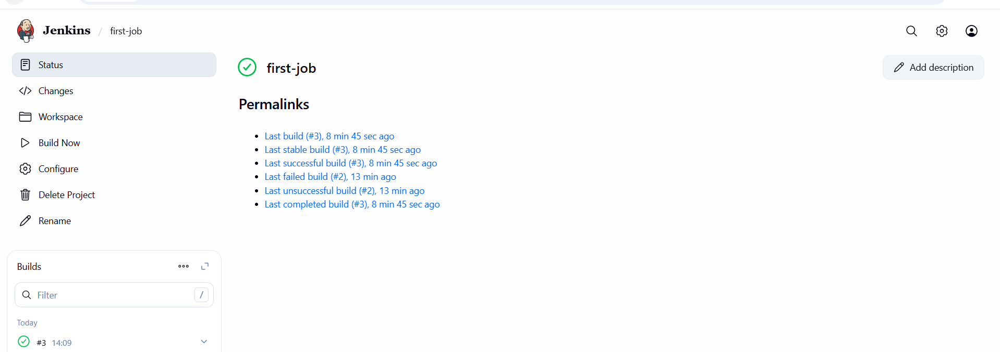 Jenkins / first-job
Status
Changes
Workspace
Build Now
Configure
Delete Project
Rename
Builds
Filter /
Today
#3 14:09
first-job
Add description
Permalinks
Last build (#3), 8 min 45 sec ago
Last stable build (#3), 8 min 45 sec ago
Last successful build (#3), 8 min 45 sec ago
Last failed build (#2), 13 min ago
Last unsuccessful build (#2), 13 min ago
Last completed build (#3), 8 min 45 sec ago